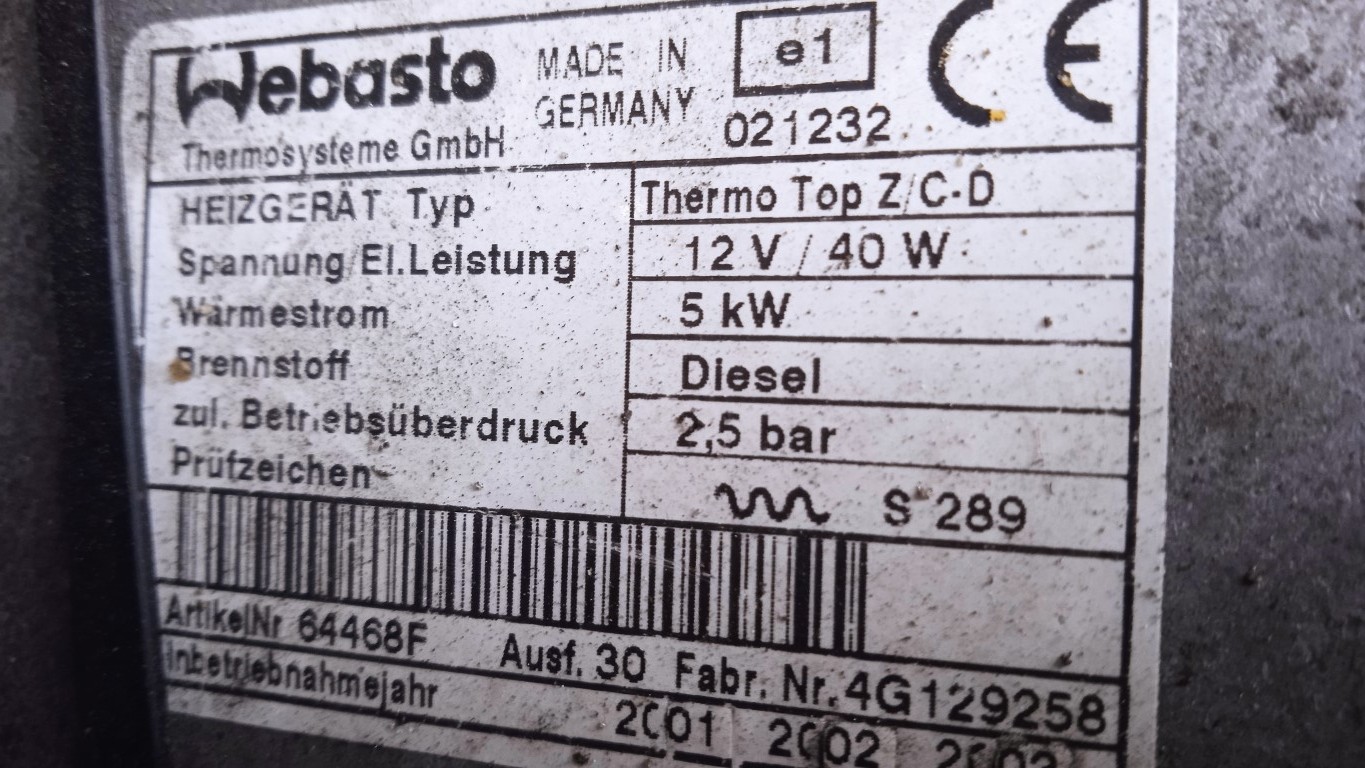 Webasto
MADE IN
GERMANY
e1
CE
021232
Thermosysteme GmbH
HEIZGERÄT Typ Thermo Top Z/C-D
Spannung/El.Leistung 12 V / 40 W
Wärmestrom 5 kW
Brennstoff Diesel
zul. Betriebsüberdruck 2,5 bar
Prüfzeichen S 289
ArtikelNr 64468F Ausf. 30 Fabr. Nr. 4G129258
Inbetriebnahmejahr 2001 2002 2003